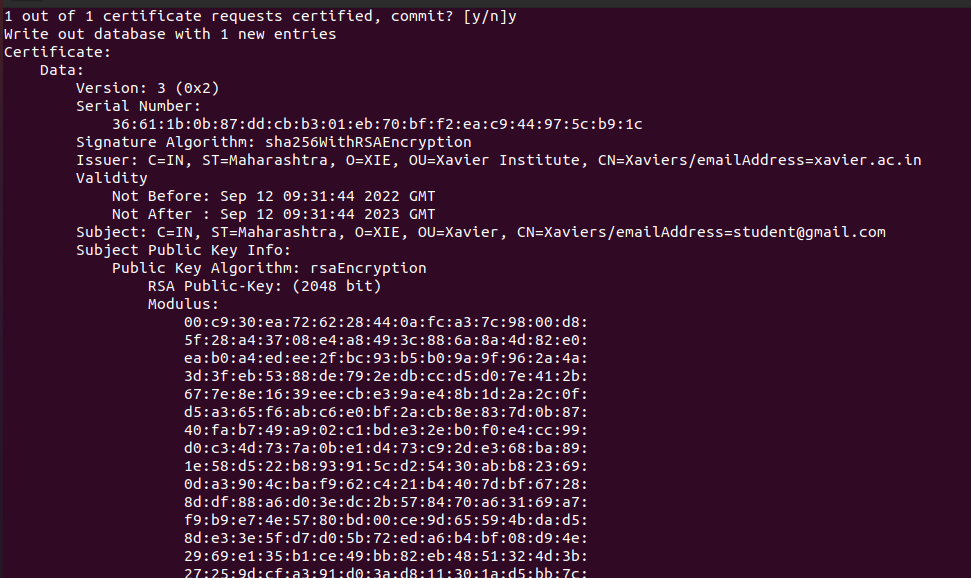 1 out of 1 certificate requests certified, commit? [y/n]y
Write out database with 1 new entries
Certificate:
Data:
Version: 3 (0x2)
Serial Number:
36:61:1b:0b:87:dd:cb:b3:01:eb:70:bf:f2:ea:c9:44:97:5c:b9:1c
Signature Algorithm: sha256WithRSAEncryption
Issuer: C=IN, ST=Maharashtra, O=XIE, OU=Xavier Institute, CN=Xaviers/emailAddress=xavier.ac.in
Validity
Not Before: Sep 12 09:31:44 2022 GMT
Not After : Sep 12 09:31:44 2023 GMT
Subject: C=IN, ST=Maharashtra, O=XIE, OU=Xavier, CN=Xaviers/emailAddress=student@gmail.com
Subject Public Key Info:
Public Key Algorithm: rsaEncryption
RSA Public-Key: (2048 bit)
Modulus:
00:c9:30:ea:72:62:28:44:0a:fc:a3:7c:98:00:d8:
5f:28:a4:37:08:e4:a8:49:3c:88:6a:8a:4d:82:e0:
ea:b0:a4:ed:ee:2f:bc:93:b5:b0:9a:9f:96:2a:4a:
3d:3f:eb:53:88:de:79:2e:db:cc:d5:d0:7e:41:2b:
67:7e:8e:16:39:ee:cb:e3:9a:e4:8b:1d:2a:2c:0f:
d5:a3:65:f6:ab:c6:e0:bf:2a:cb:8e:83:7d:0b:87:
40:fa:b7:49:a9:02:c1:bd:e3:2e:b0:f0:e4:cc:99:
d0:c3:4d:73:7a:0b:e1:d4:73:c9:2d:e3:68:ba:89:
1e:58:d5:22:b8:93:91:5c:d2:54:30:ab:b8:23:69:
0d:a3:90:4c:ba:f9:62:c4:21:b4:40:7d:bf:67:28:
8d:df:88:a6:d0:3e:dc:2b:57:84:70:a6:31:69:a7:
f9:b9:e7:4e:57:80:bd:00:ce:9d:65:59:4b:da:d5:
8d:e3:3e:5f:d7:d0:5b:72:ed:a6:b4:bf:08:d9:4e:
29:69:e1:35:b1:ce:49:bb:82:eb:48:51:32:4d:3b:
27:25:9d:cf:a3:91:d0:3a:d8:11:30:1a:d5:bb:7c: